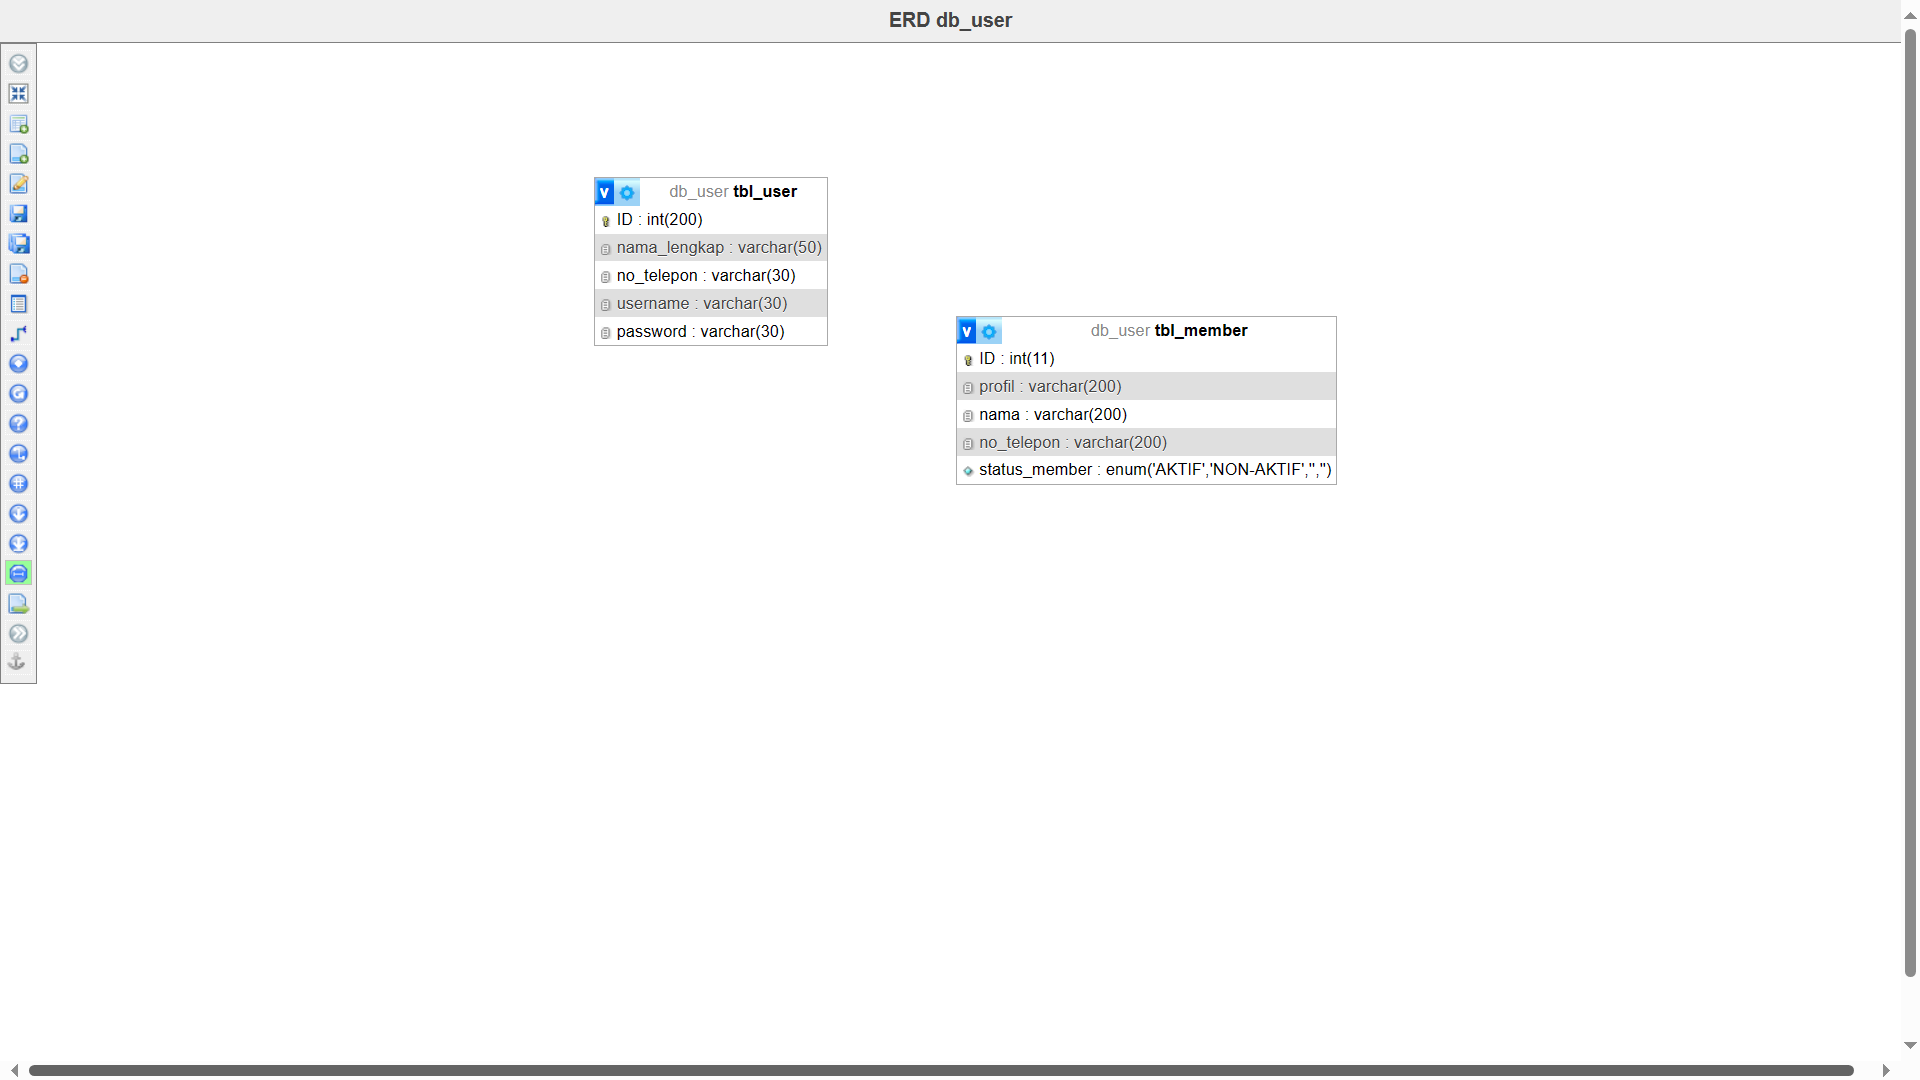 ERD db_user
v db_user tbl_user
ID : int(200)
nama_lengkap : varchar(50)
no_telepon : varchar(30)
username : varchar(30)
password : varchar(30)
v db_user tbl_member
ID : int(11)
profil : varchar(200)
nama : varchar(200)
no_telepon : varchar(200)
status_member : enum('AKTIF','NON-AKTIF','','')